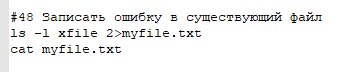 #48 Записать ошибку в существующий файл
ls -l xfile 2>myfile.txt
cat myfile.txt